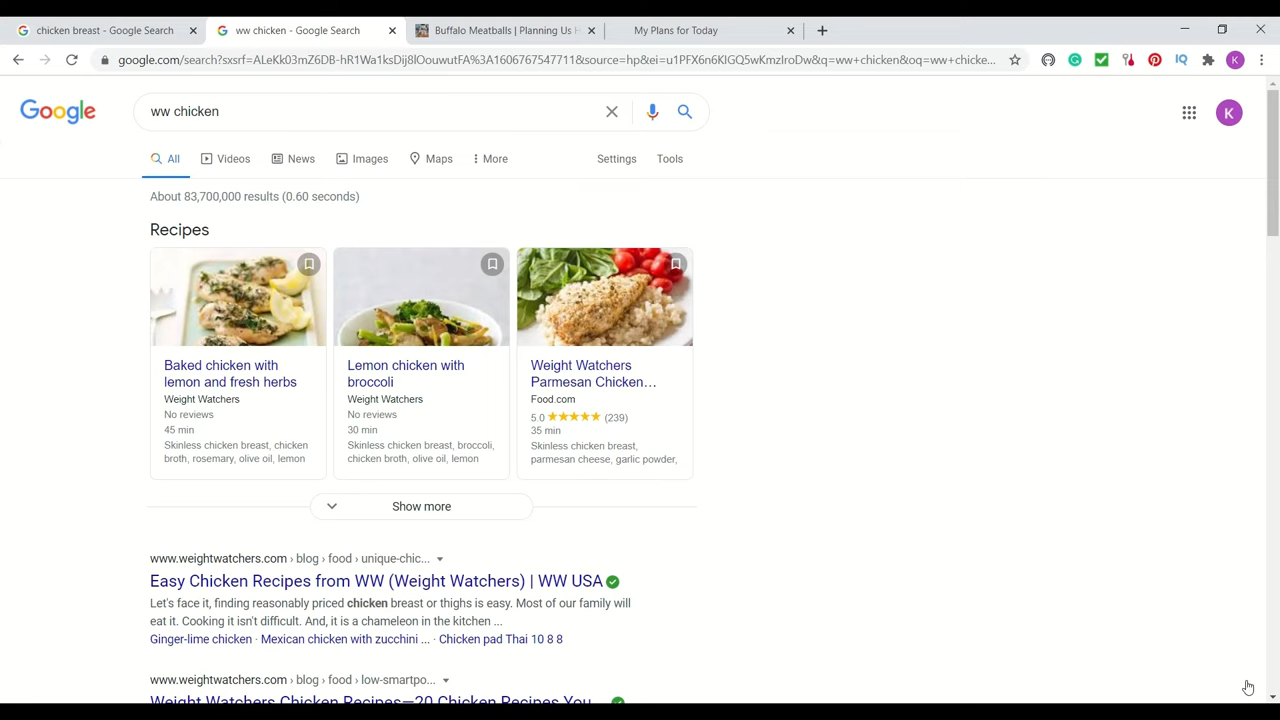 chicken breast - Google Search
ww chicken - Google Search
Buffalo Meatballs | Planning Us H
My Plans for Today
google.com/search?sxsrf=ALeKk03mZ6DB-hR1Wa1ksDij8lOouwutFA%3A1606767547711&source=hp&ei=u1PFX6n6KIGQ5wKmzIroDw&q=ww+chicken&oq=ww+chicke...
K
Google
ww chicken
K
All
Videos
News
Images
Maps
More
Settings
Tools
About 83,700,000 results (0.60 seconds)
Recipes
Baked chicken with
lemon and fresh herbs
Weight Watchers
No reviews
45 min
Skinless chicken breast, chicken
broth, rosemary, olive oil, lemon
Lemon chicken with
broccoli
Weight Watchers
No reviews
30 min
Skinless chicken breast, broccoli,
chicken broth, olive oil, lemon
Weight Watchers
Parmesan Chicken…
Food.com
5.0 ★★★★★ (239)
35 min
Skinless chicken breast,
parmesan cheese, garlic powder,
Show more
www.weightwatchers.com › blog › food › unique-chic...
Easy Chicken Recipes from WW (Weight Watchers) | WW USA
Let's face it, finding reasonably priced chicken breast or thighs is easy. Most of our family will
eat it. Cooking it isn't difficult. And, it is a chameleon in the kitchen ...
Ginger-lime chicken · Mexican chicken with zucchini ... · Chicken pad Thai 10 8 8
www.weightwatchers.com › blog › food › low-smartpo...
Weight Watchers Chicken Recipes—20 Chicken Recipes You